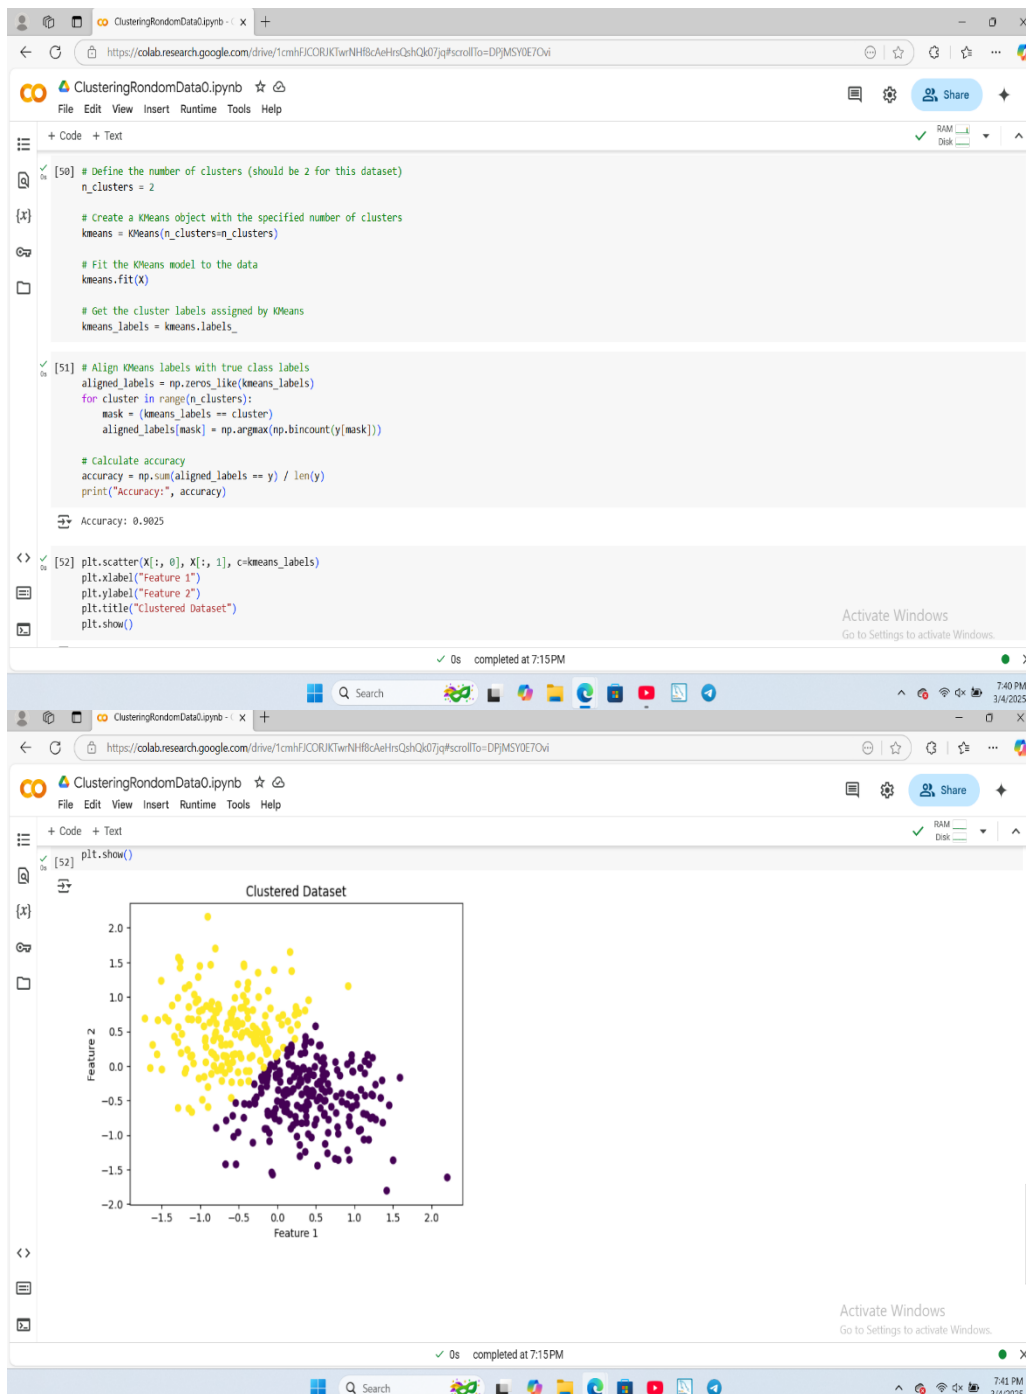 ClusteringRondomData0.ipynb - C
https://colab.research.google.com/drive/1cmhFJCORJKTwrNHf8cAeHrsQshQk07jq#scrollTo=DPjMSY0E7Ovi
ClusteringRondomData0.ipynb
File Edit View Insert Runtime Tools Help
Share
+ Code + Text
RAM
Disk
[50] # Define the number of clusters (should be 2 for this dataset)
0s
n_clusters = 2
# Create a KMeans object with the specified number of clusters
kmeans = KMeans(n_clusters=n_clusters)
# Fit the KMeans model to the data
kmeans.fit(X)
# Get the cluster labels assigned by KMeans
kmeans_labels = kmeans.labels_
[51] # Align KMeans labels with true class labels
0s
aligned_labels = np.zeros_like(kmeans_labels)
for cluster in range(n_clusters):
mask = (kmeans_labels == cluster)
aligned_labels[mask] = np.argmax(np.bincount(y[mask]))
# Calculate accuracy
accuracy = np.sum(aligned_labels == y) / len(y)
print("Accuracy:", accuracy)
Accuracy: 0.9025
[52] plt.scatter(X[:, 0], X[:, 1], c=kmeans_labels)
0s
plt.xlabel("Feature 1")
plt.ylabel("Feature 2")
plt.title("Clustered Dataset")
plt.show()
Activate Windows
Go to Settings to activate Windows.
0s completed at 7:15 PM
Search
7:40 PM
3/4/2025
ClusteringRondomData0.ipynb - C
https://colab.research.google.com/drive/1cmhFJCORJKTwrNHf8cAeHrsQshQk07jq#scrollTo=DPjMSY0E7Ovi
ClusteringRondomData0.ipynb
File Edit View Insert Runtime Tools Help
Share
+ Code + Text
RAM
Disk
[52] plt.show()
0s
Clustered Dataset
2.0
1.5
1.0
0.5
0.0
−0.5
−1.0
−1.5
−2.0
Feature 2
−1.5 −1.0 −0.5 0.0 0.5 1.0 1.5 2.0
Feature 1
Activate Windows
Go to Settings to activate Windows.
0s completed at 7:15 PM
Search
7:41 PM
3/4/2025